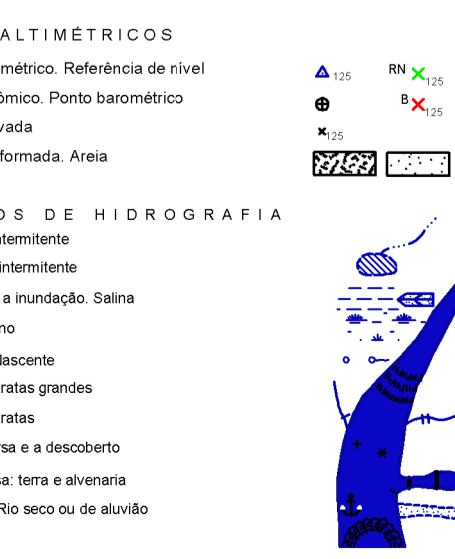 ALTIMÉTRICOS
métrico. Referência de nível
125 RN 125
ômico. Ponto barométrico
B 125
vada
125
formada. Areia
OS DE HIDROGRAFIA
ntermitente
intermitente
a inundação. Salina
no
Nascente
ratas grandes
ratas
rsa e a descoberto
sa: terra e alvenaria
Rio seco ou de aluvião